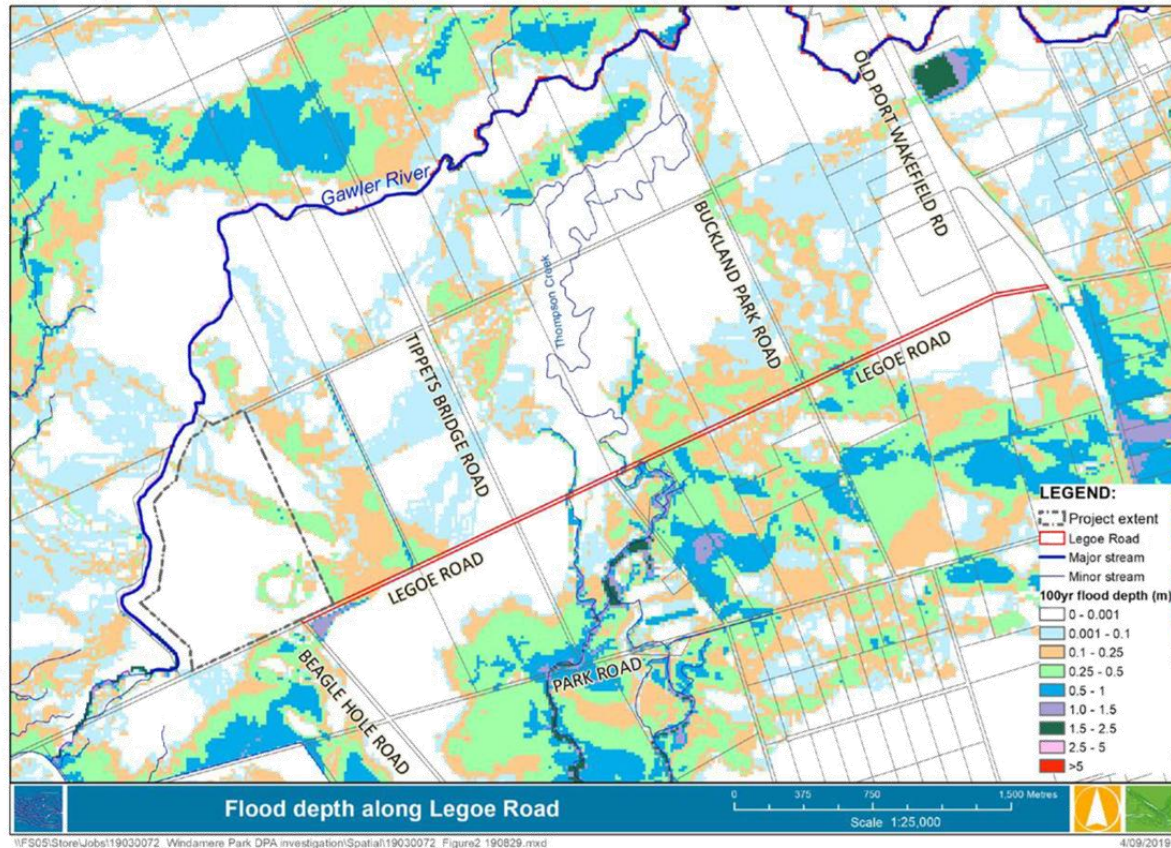 OLD PORT WAKEFIELD RD
Gawler River
Thompson Creek
BUCKLAND PARK ROAD
TIPPETS BRIDGE ROAD
LEGOE ROAD
LEGOE ROAD
BEAGLE HOLE ROAD
PARK ROAD
LEGEND:
Project extent
Legoe Road
Major stream
Minor stream
100yr flood depth (m)
0 - 0.001
0.001 - 0.1
0.1 - 0.25
0.25 - 0.5
0.5 - 1
1.0 - 1.5
1.5 - 2.5
2.5 - 5
>5
Flood depth along Legoe Road
0 375 750 1,500 Metres
Scale 1:25,000
\\FS05\Store\Jobs\19030072_Windamere Park DPA investigation\Spatial\19030072_Figure2_190829.mxd
4/09/2019